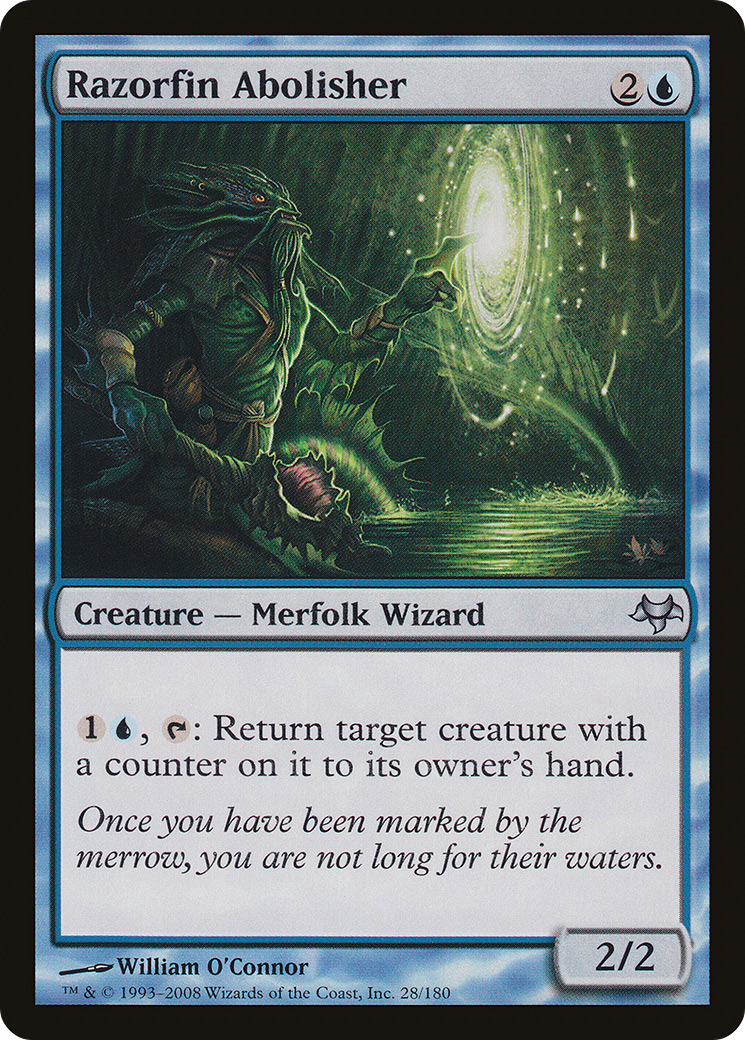 Razorfin Abolisher 2
Creature — Merfolk Wizard
1 , : Return target creature with
a counter on it to its owner's hand.
Once you have been marked by the
merrow, you are not long for their waters.
2/2
William O'Connor
™ & © 1993–2008 Wizards of the Coast, Inc. 28/180